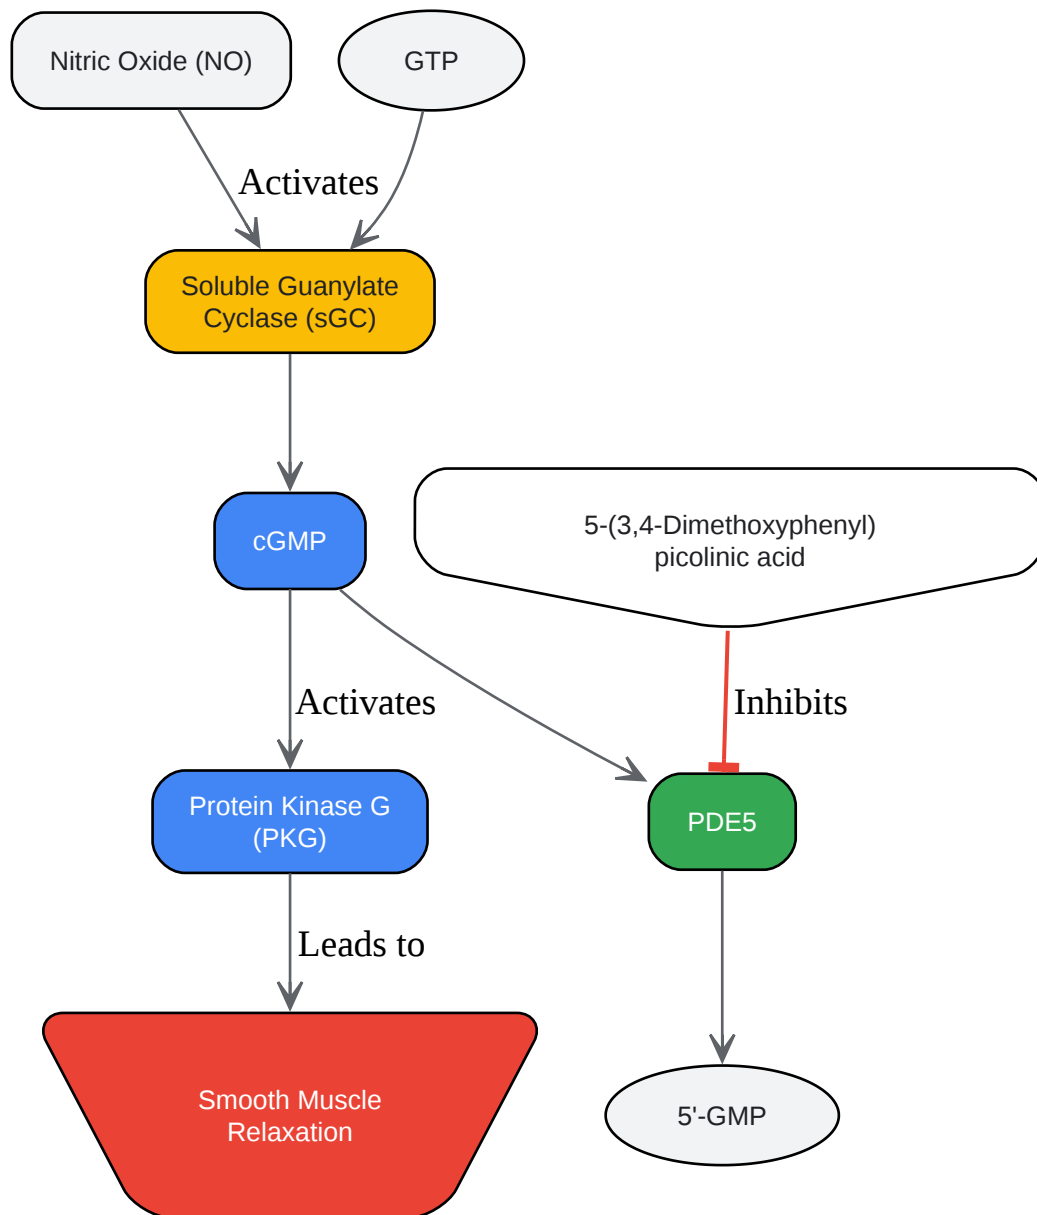 Nitric Oxide (NO)
GTP
Activates
Soluble Guanylate
Cyclase (sGC)
cGMP
5-(3,4-Dimethoxyphenyl)
picolinic acid
Activates
Inhibits
Protein Kinase G
(PKG)
PDE5
Leads to
Smooth Muscle
Relaxation
5'-GMP